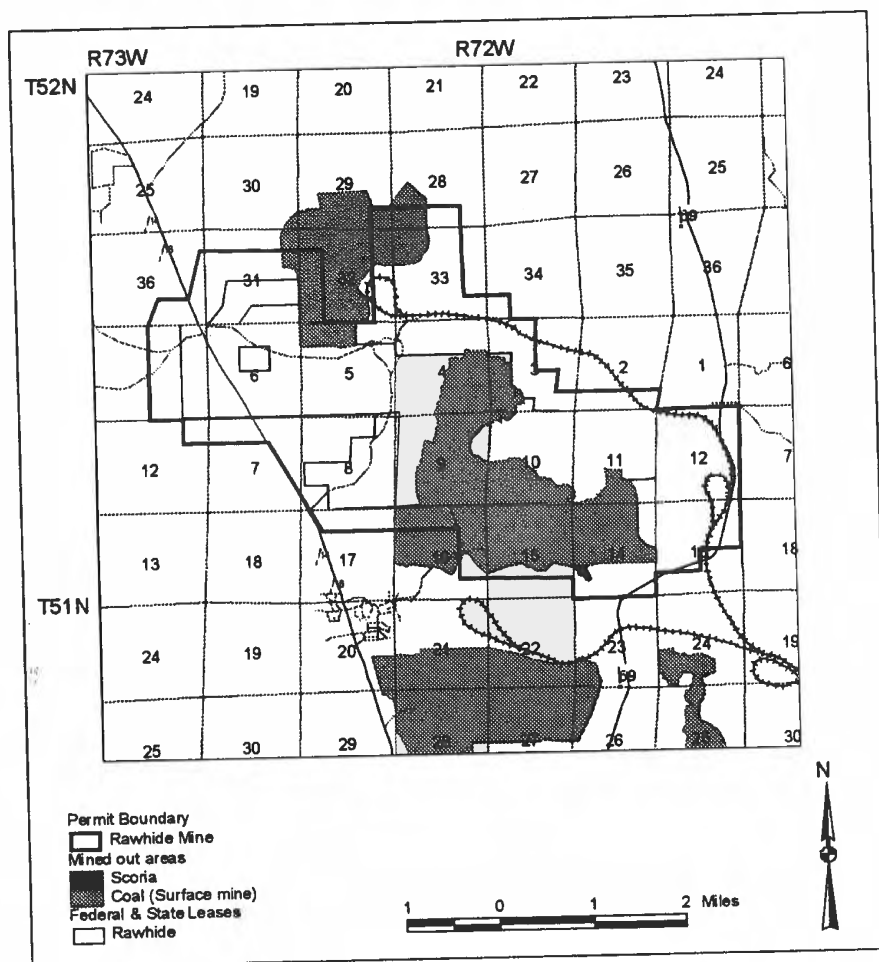 R73W R72W
T52N
24 19 20 21 22 23 24
25 30 29 28 27 26 25
59
36 31 32 33 34 35 36
6 5 4 3 2 1 6
12 7 8 9 10 11 12 7
13 18 17 16 15 14 18
T51N
24 19 20 21 22 23 24 19
59
25 30 29 28 27 26 25 30
N
Permit Boundary
Rawhide Mine
Mined out areas
Scoria
Coal (Surface mine)
Federal & State Leases
Rawhide
1 0 1 2 Miles